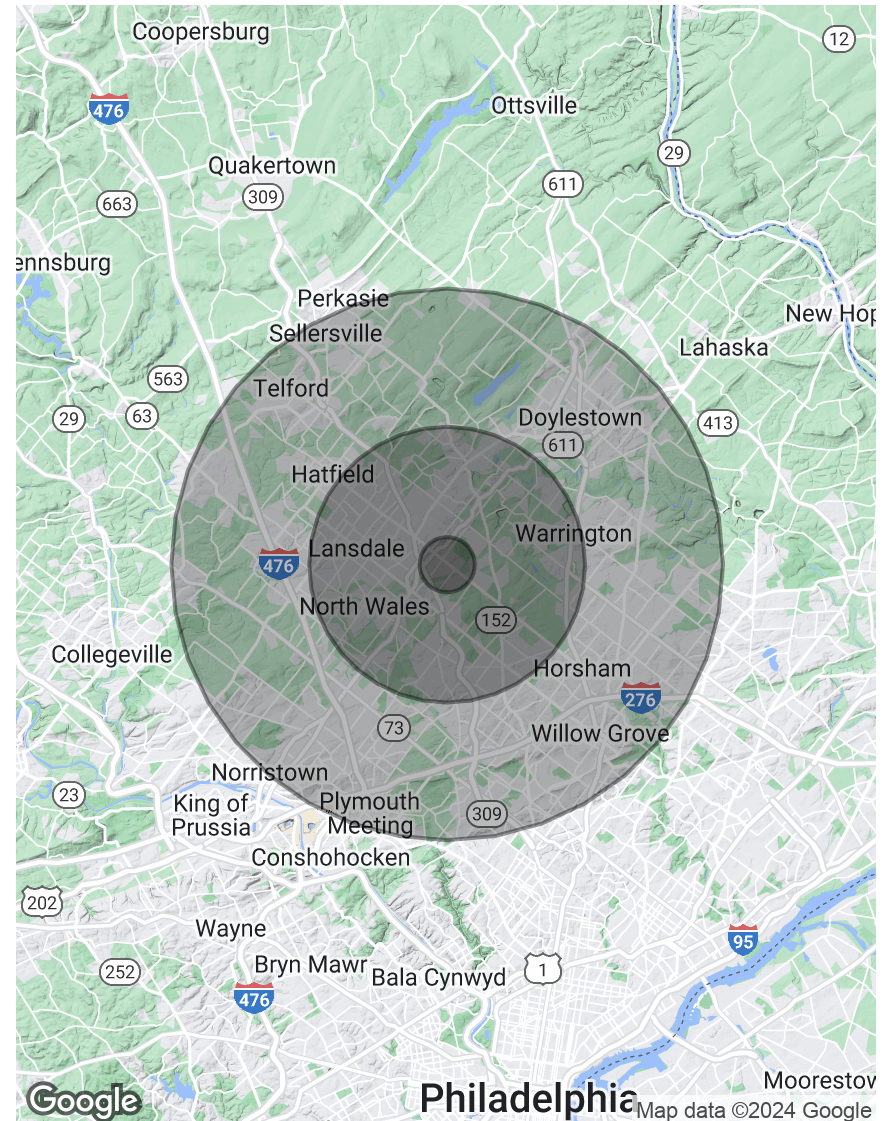 Coopersburg
12
476
Ottsville
29
Quakertown
611
309
663
ennsburg
Perkasie
New Hop
Sellersville
Lahaska
563
Telford
29
63
Doylestown
413
611
Hatfield
Warrington
Lansdale
476
North Wales
152
Collegeville
Horsham
276
73
Willow Grove
Norristown
23
King of
Prussia
Plymouth
Meeting
309
Conshohocken
202
Wayne
95
Bryn Mawr
252
1
Bala Cynwyd
476
Moorestow
Google
Philadelphia
Map data ©2024 Google